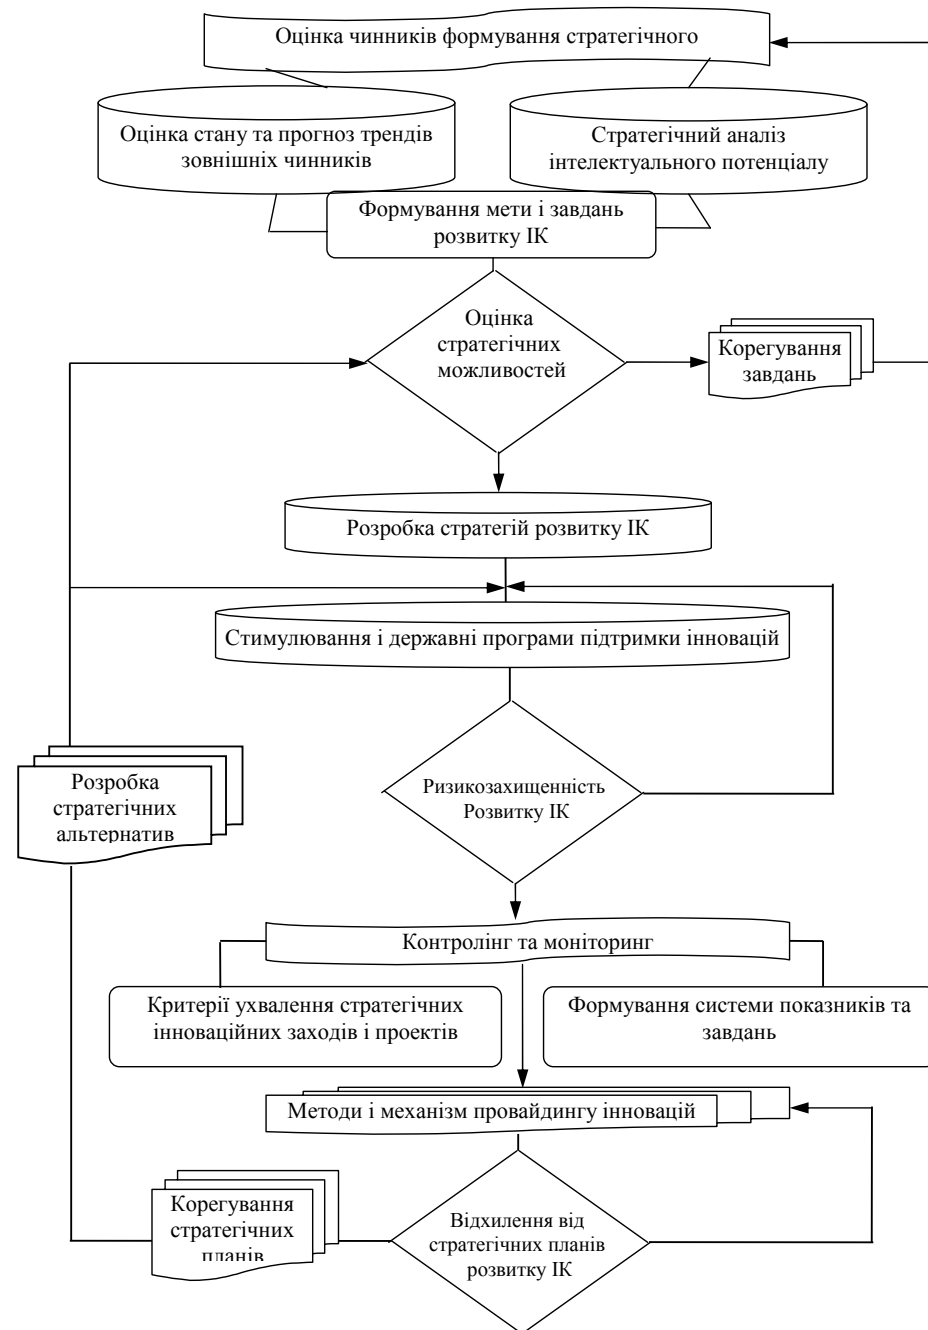 Оцінка чинників формування стратегічного
Оцінка стану та прогноз трендів
зовнішніх чинників
Стратегічний аналіз
інтелектуального потенціалу
Формування мети і завдань
розвитку ІК
Оцінка
стратегічних
можливостей
Корегування
завдань
Розробка стратегій розвитку ІК
Стимулювання і державні програми підтримки інновацій
Розробка
стратегічних
альтернатив
Ризикозахищенність
Розвитку ІК
Контролінг та моніторинг
Критерії ухвалення стратегічних
інноваційних заходів і проектів
Формування системи показників та
завдань
Методи і механізм провайдингу інновацій
Корегування
стратегічних
планів
Відхилення від
стратегічних планів
розвитку ІК